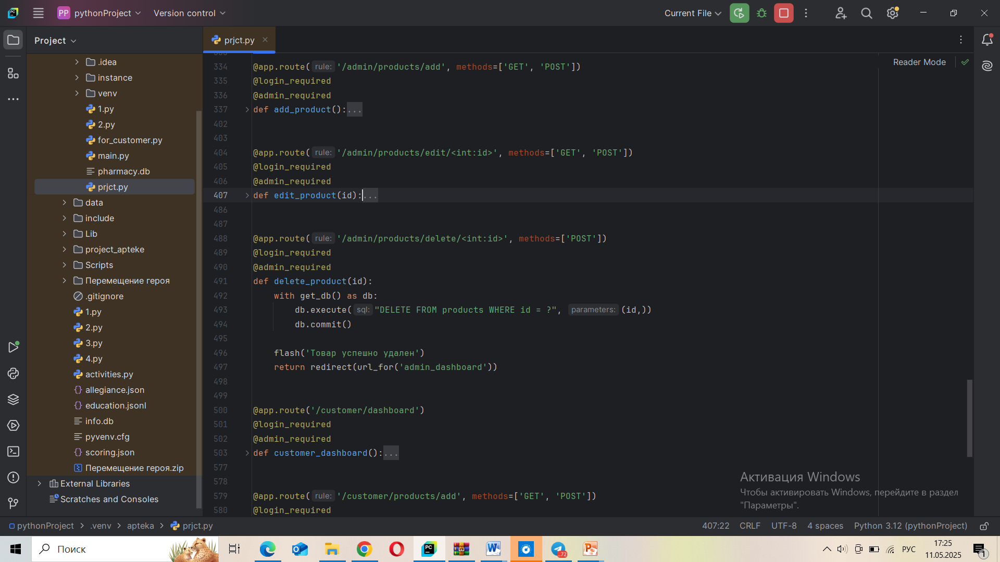 PP pythonProject Version control Current File
Project
prjct.py
Reader Mode
.idea
instance
venv
1.py
2.py
for_customer.py
main.py
pharmacy.db
prjct.py
data
include
Lib
project_apteke
Scripts
Перемещение героя
.gitignore
1.py
2.py
3.py
4.py
activities.py
allegiance.json
education.jsonl
info.db
pyvenv.cfg
scoring.json
Перемещение героя.zip
External Libraries
Scratches and Consoles
334 @app.route( rule: '/admin/products/add', methods=['GET', 'POST'])
335 @login_required
336 @admin_required
337 def add_product():...
402
403
404 @app.route( rule: '/admin/products/edit/<int:id>', methods=['GET', 'POST'])
405 @login_required
406 @admin_required
407 def edit_product(id):...
486
487
488 @app.route( rule: '/admin/products/delete/<int:id>', methods=['POST'])
489 @login_required
490 @admin_required
491 def delete_product(id):
492 with get_db() as db:
493 db.execute( sql: "DELETE FROM products WHERE id = ?", parameters: (id,))
494 db.commit()
495
496 flash('Товар успешно удален')
497 return redirect(url_for('admin_dashboard'))
498
499
500 @app.route('/customer/dashboard')
501 @login_required
502 @admin_required
503 def customer_dashboard():...
577
578
579 @app.route( rule: '/customer/products/add', methods=['GET', 'POST'])
580 @login_required
Активация Windows
Чтобы активировать Windows, перейдите в раздел
"Параметры".
pythonProject > .venv > apteka > prjct.py
407:22 CRLF UTF-8 4 spaces Python 3.12 (pythonProject)
Поиск
PC
..72
РУС
17:25
11.05.2025
1